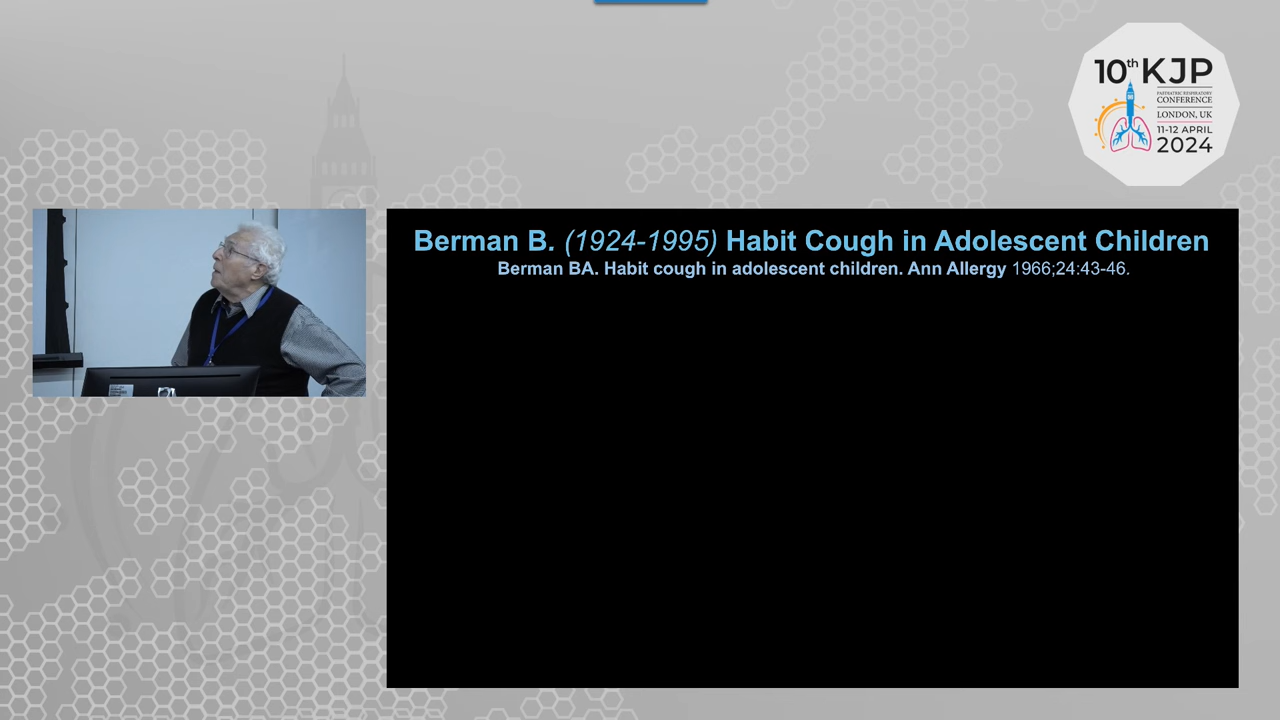 10th KJP
PAEDIATRIC RESPIRATORY
CONFERENCE
LONDON, UK
11-12 APRIL
2024
Berman B. (1924-1995) Habit Cough in Adolescent Children
Berman BA. Habit cough in adolescent children. Ann Allergy 1966;24:43-46.